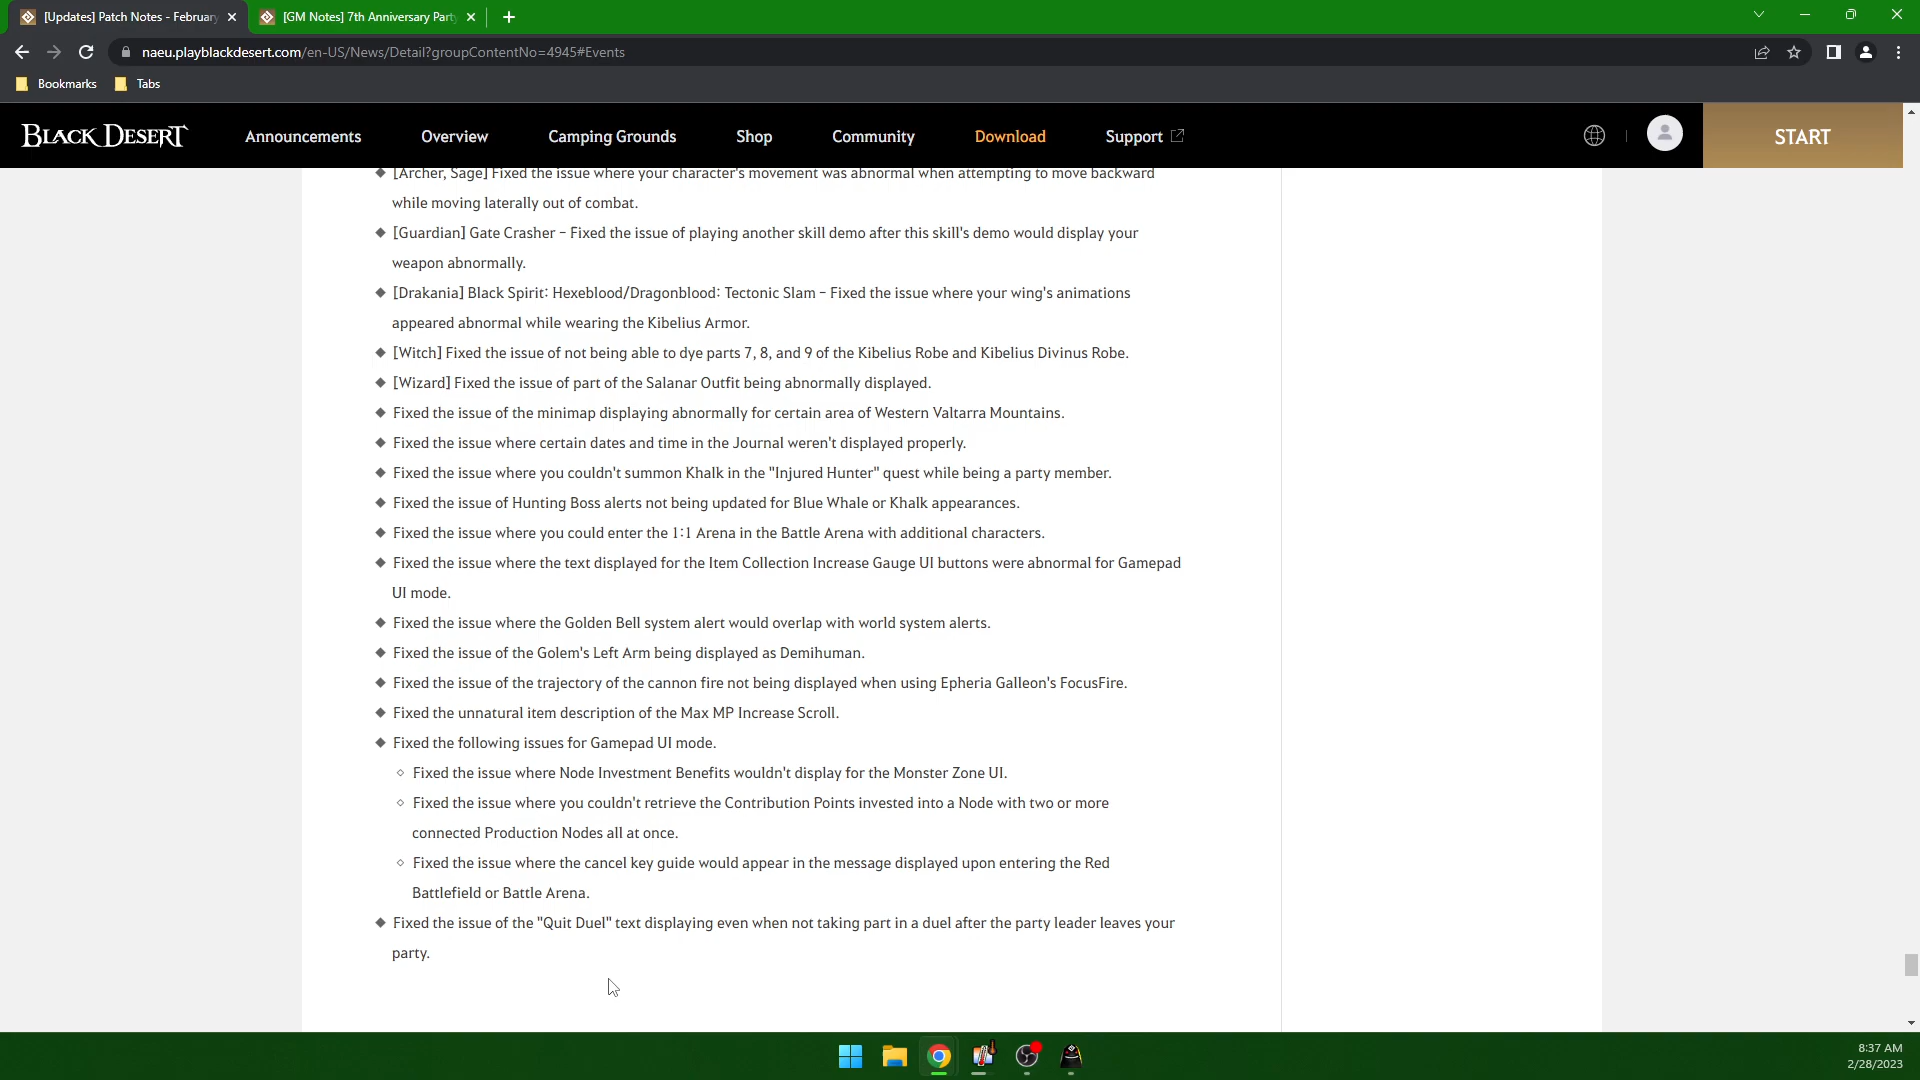 [Updates] Patch Notes - February
[GM Notes] 7th Anniversary Party
naeu.playblackdesert.com/en-US/News/Detail?groupContentNo=4945#Events
Bookmarks
Tabs
BLACK DESERT
Announcements
Overview
Camping Grounds
Shop
Community
Download
Support
START
[Archer, Sage] Fixed the issue where your character's movement was abnormal when attempting to move backward
while moving laterally out of combat.
[Guardian] Gate Crasher – Fixed the issue of playing another skill demo after this skill's demo would display your
weapon abnormally.
[Drakania] Black Spirit: Hexeblood/Dragonblood: Tectonic Slam – Fixed the issue where your wing's animations
appeared abnormal while wearing the Kibelius Armor.
[Witch] Fixed the issue of not being able to dye parts 7, 8, and 9 of the Kibelius Robe and Kibelius Divinus Robe.
[Wizard] Fixed the issue of part of the Salanar Outfit being abnormally displayed.
Fixed the issue of the minimap displaying abnormally for certain area of Western Valtarra Mountains.
Fixed the issue where certain dates and time in the Journal weren't displayed properly.
Fixed the issue where you couldn't summon Khalk in the "Injured Hunter" quest while being a party member.
Fixed the issue of Hunting Boss alerts not being updated for Blue Whale or Khalk appearances.
Fixed the issue where you could enter the 1:1 Arena in the Battle Arena with additional characters.
Fixed the issue where the text displayed for the Item Collection Increase Gauge UI buttons were abnormal for Gamepad
UI mode.
Fixed the issue where the Golden Bell system alert would overlap with world system alerts.
Fixed the issue of the Golem's Left Arm being displayed as Demihuman.
Fixed the issue of the trajectory of the cannon fire not being displayed when using Epheria Galleon's FocusFire.
Fixed the unnatural item description of the Max MP Increase Scroll.
Fixed the following issues for Gamepad UI mode.
Fixed the issue where Node Investment Benefits wouldn't display for the Monster Zone UI.
Fixed the issue where you couldn't retrieve the Contribution Points invested into a Node with two or more
connected Production Nodes all at once.
Fixed the issue where the cancel key guide would appear in the message displayed upon entering the Red
Battlefield or Battle Arena.
Fixed the issue of the "Quit Duel" text displaying even when not taking part in a duel after the party leader leaves your
party.
8:37 AM
2/28/2023